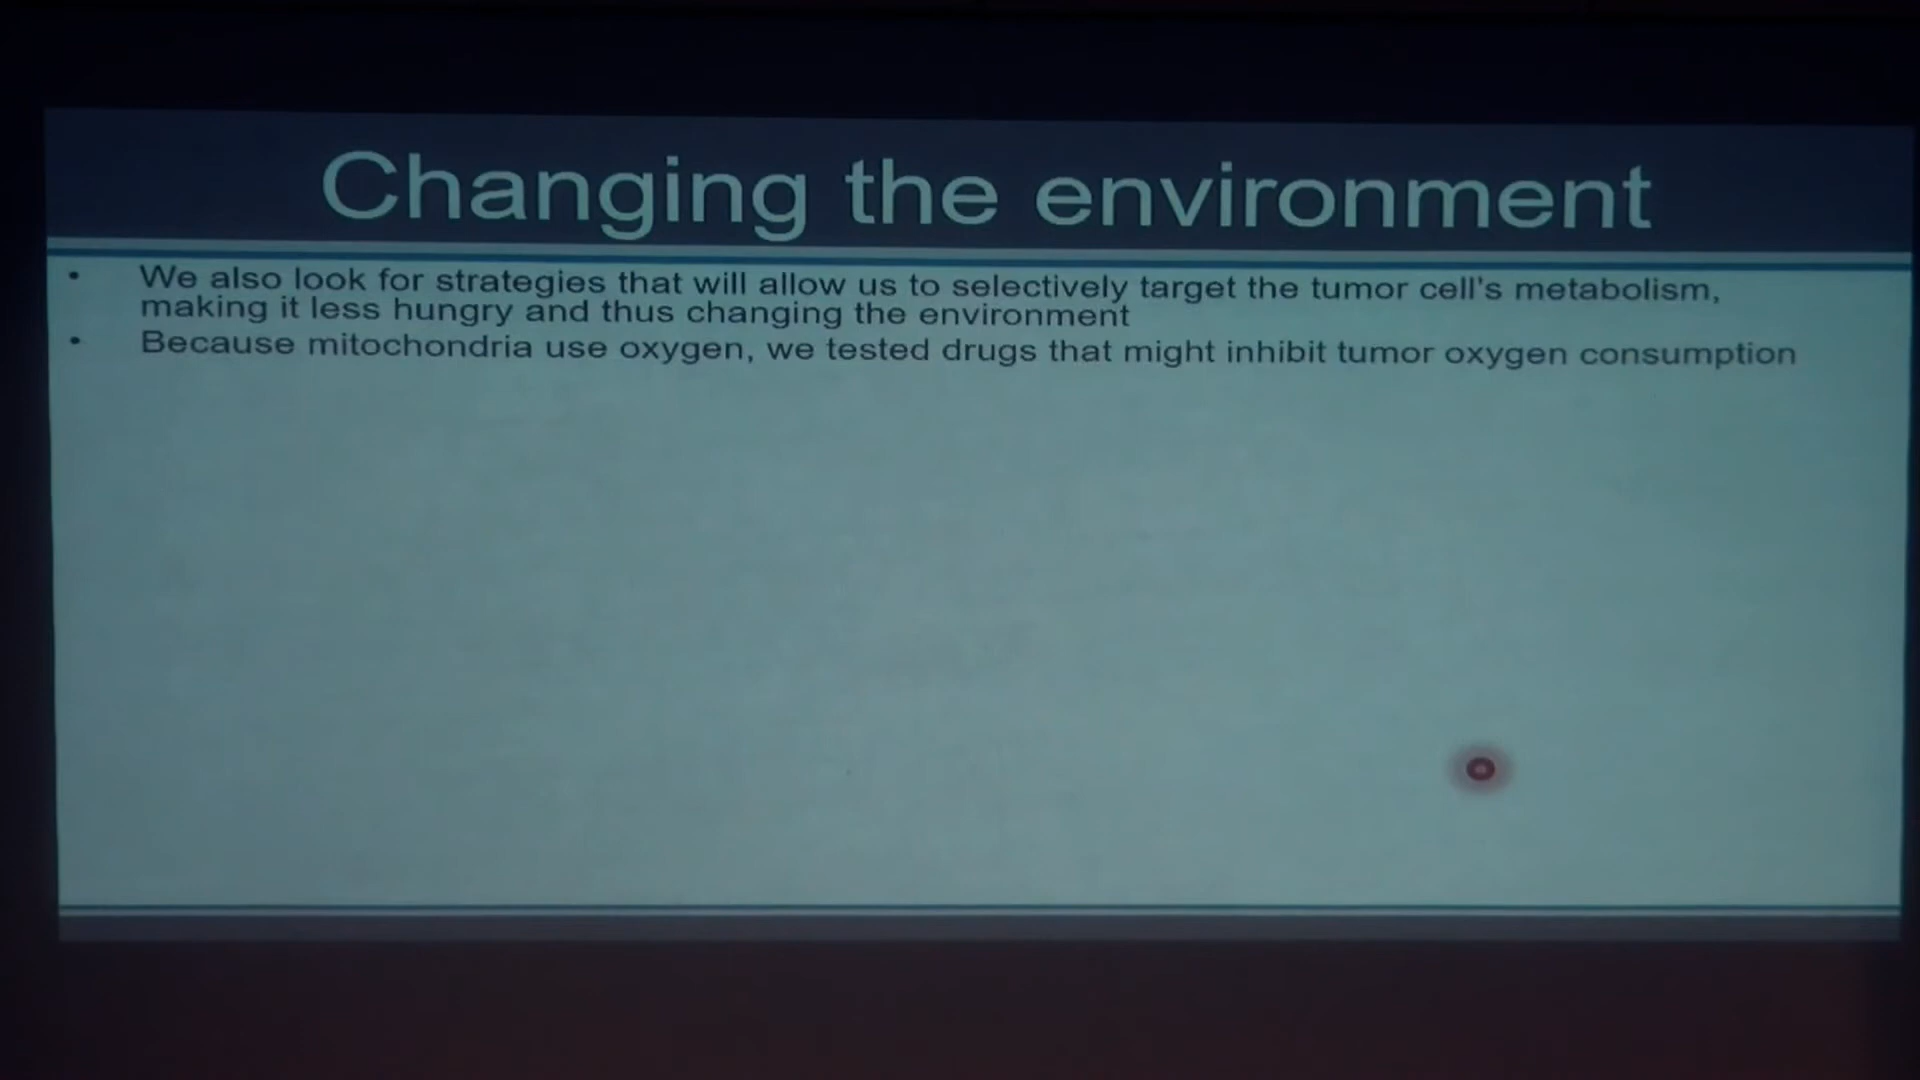 Changing the environment
• We also look for strategies that will allow us to selectively target the tumor cell's metabolism,
making it less hungry and thus changing the environment
• Because mitochondria use oxygen, we tested drugs that might inhibit tumor oxygen consumption